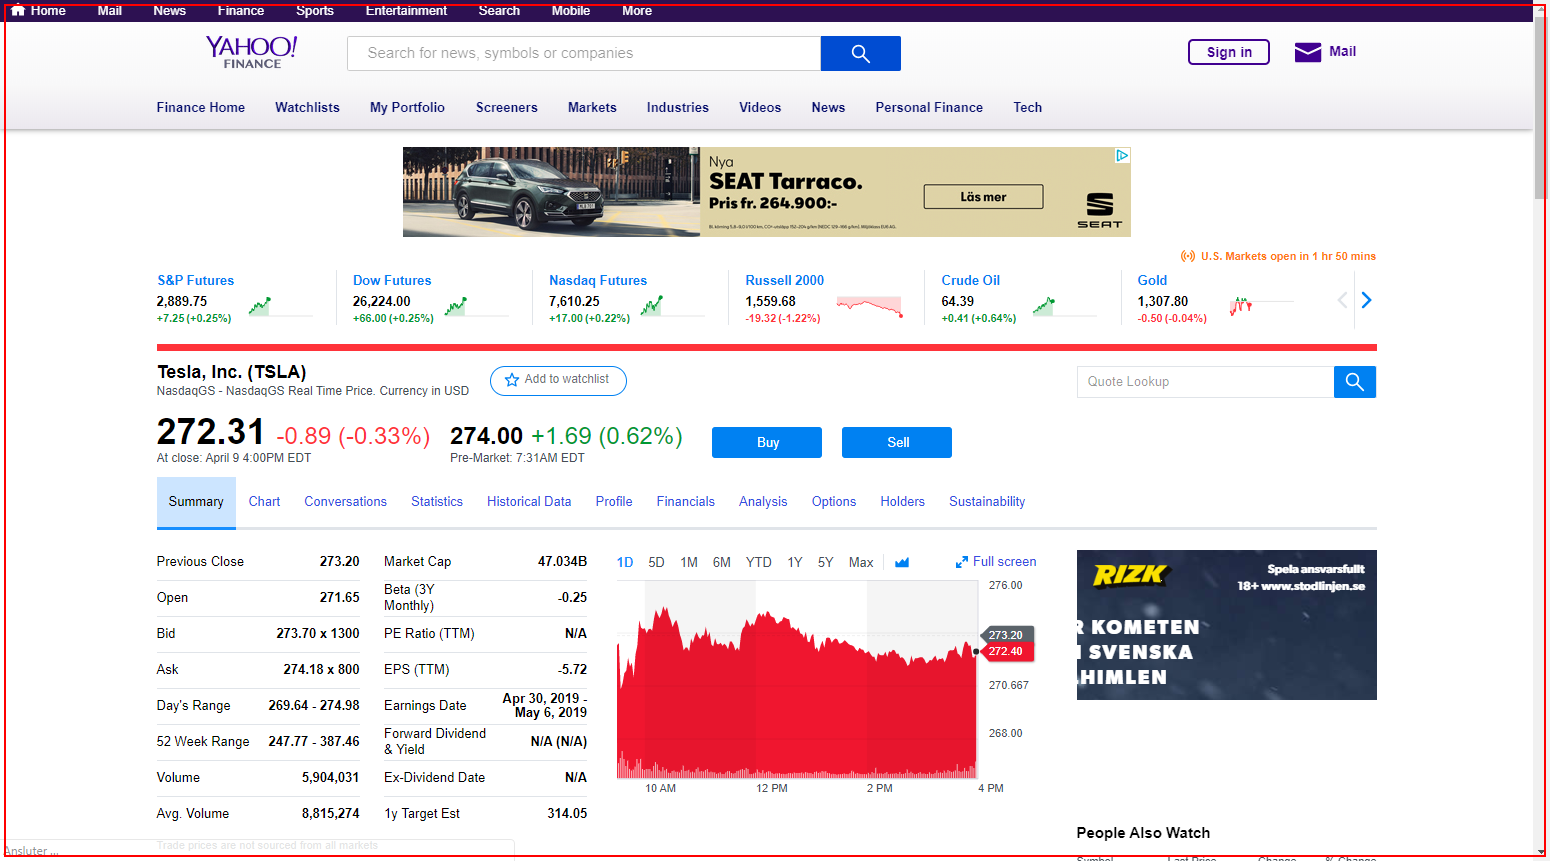 Home Mail News Finance Sports Entertainment Search Mobile More
YAHOO!
FINANCE
Search for news, symbols or companies
Sign in
Mail
Finance Home Watchlists My Portfolio Screeners Markets Industries Videos News Personal Finance Tech
Nya
SEAT Tarraco.
Pris fr. 264.900:-
Läs mer
SEAT
U.S. Markets open in 1 hr 50 mins
S&P Futures
2,889.75
+7.25 (+0.25%)
Dow Futures
26,224.00
+66.00 (+0.25%)
Nasdaq Futures
7,610.25
+17.00 (+0.22%)
Russell 2000
1,559.68
-19.32 (-1.22%)
Crude Oil
64.39
+0.41 (+0.64%)
Gold
1,307.80
-0.50 (-0.04%)
Tesla, Inc. (TSLA)
NasdaqGS - NasdaqGS Real Time Price. Currency in USD
Add to watchlist
Quote Lookup
272.31 -0.89 (-0.33%)
At close: April 9 4:00PM EDT
274.00 +1.69 (0.62%)
Pre-Market: 7:31AM EDT
Buy
Sell
Summary Chart Conversations Statistics Historical Data Profile Financials Analysis Options Holders Sustainability
Previous Close 273.20
Open 271.65
Bid 273.70 x 1300
Ask 274.18 x 800
Day's Range 269.64 - 274.98
52 Week Range 247.77 - 387.46
Volume 5,904,031
Avg. Volume 8,815,274
Market Cap 47.034B
Beta (3Y
Monthly) -0.25
PE Ratio (TTM) N/A
EPS (TTM) -5.72
Earnings Date Apr 30, 2019 -
May 6, 2019
Forward Dividend
& Yield N/A (N/A)
Ex-Dividend Date N/A
1y Target Est 314.05
Trade prices are not sourced from all markets
1D 5D 1M 6M YTD 1Y 5Y Max
Full screen
276.00
273.20
272.40
270.667
268.00
10 AM 12 PM 2 PM 4 PM
RIZK
Spela ansvarsfullt
18+ www.stodlinjen.se
R KOMETEN
SVENSKA
HIMLEN
People Also Watch
Symbol Last Price Change % Change
Ansluter ...